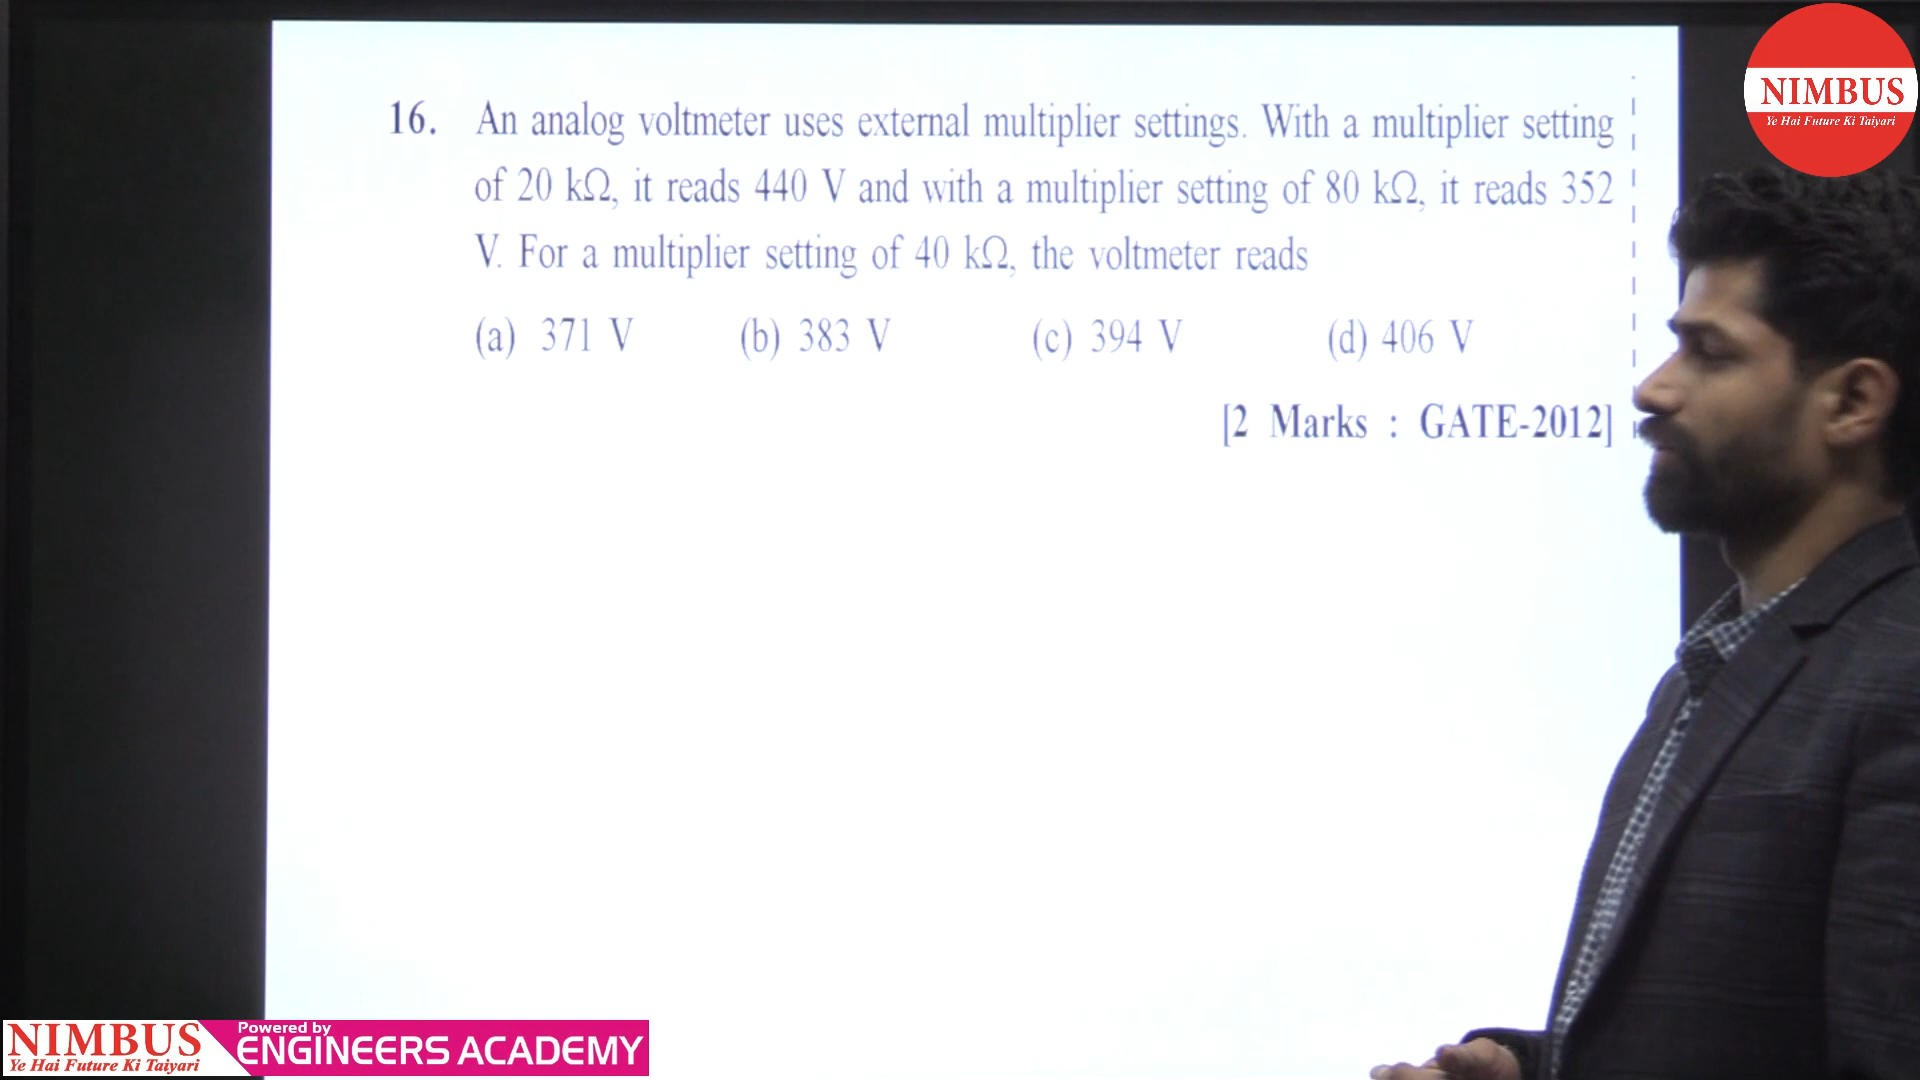 NIMBUS
Ye Hai Future Ki Taiyari
16. An analog voltmeter uses external multiplier settings. With a multiplier setting
of 20 kΩ, it reads 440 V and with a multiplier setting of 80 kΩ, it reads 352
V. For a multiplier setting of 40 kΩ, the voltmeter reads
(a) 371 V (b) 383 V (c) 394 V (d) 406 V
[2 Marks : GATE-2012]
NIMBUS
Ye Hai Future Ki Taiyari
Powered by
ENGINEERS ACADEMY